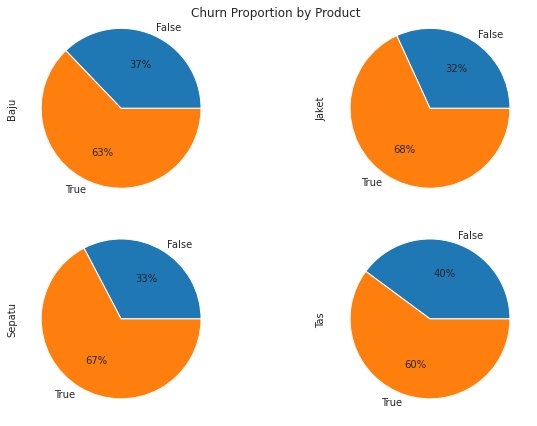 Churn Proportion by Product
False
37%
Baju
63%
True
False
32%
Jaket
68%
True
False
33%
Sepatu
67%
True
False
40%
Tas
60%
True